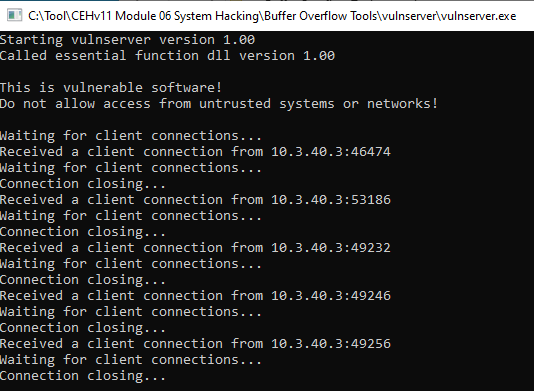 C:\Tool\CEHv11 Module 06 System Hacking\Buffer Overflow Tools\vulnserver\vulnserver.exe
Starting vulnserver version 1.00
Called essential function dll version 1.00
This is vulnerable software!
Do not allow access from untrusted systems or networks!
Waiting for client connections...
Received a client connection from 10.3.40.3:46474
Waiting for client connections...
Connection closing...
Received a client connection from 10.3.40.3:53186
Waiting for client connections...
Connection closing...
Received a client connection from 10.3.40.3:49232
Waiting for client connections...
Connection closing...
Received a client connection from 10.3.40.3:49246
Waiting for client connections...
Connection closing...
Received a client connection from 10.3.40.3:49256
Waiting for client connections...
Connection closing...